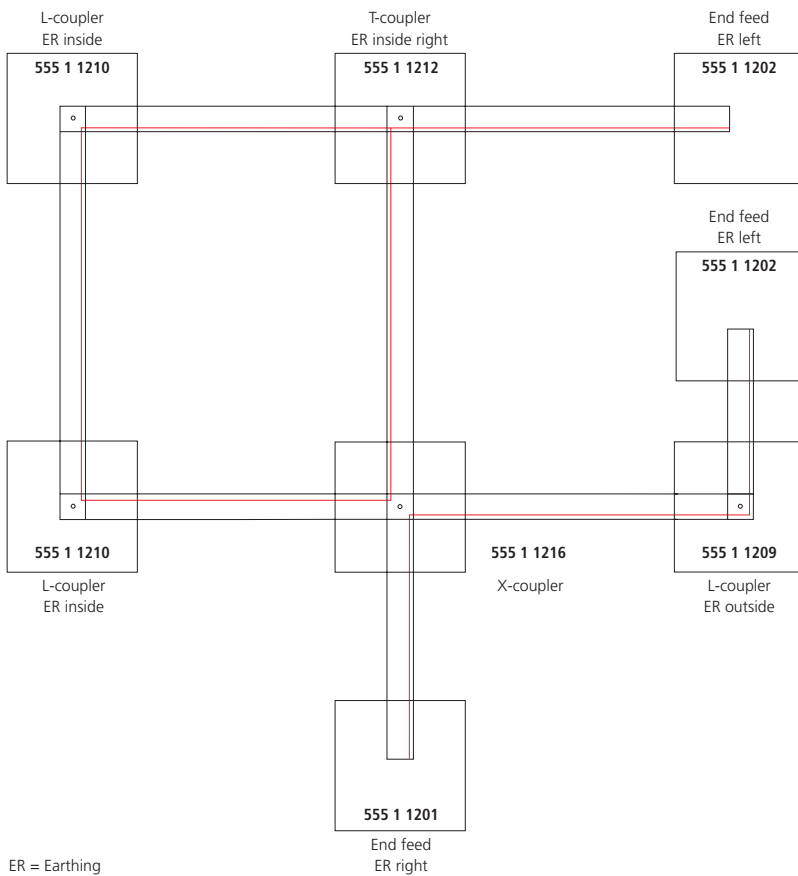 L-coupler
ER inside
555 1 1210
T-coupler
ER inside right
555 1 1212
End feed
ER left
555 1 1202
End feed
ER left
555 1 1202
555 1 1210
L-coupler
ER inside
555 1 1216
X-coupler
555 1 1209
L-coupler
ER outside
555 1 1201
End feed
ER right
ER = Earthing